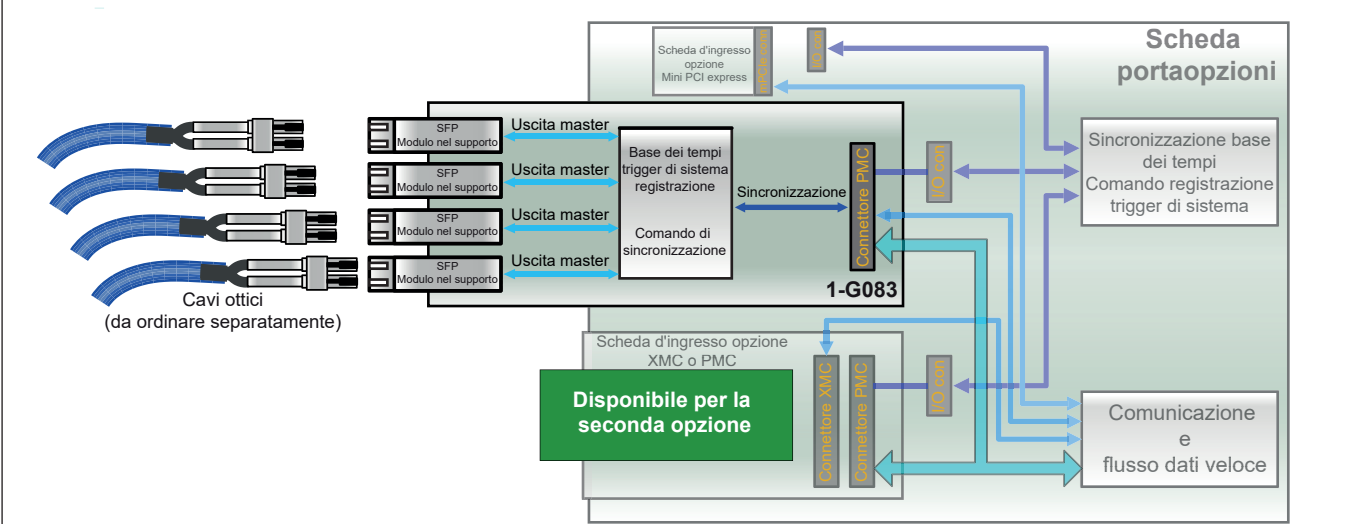 Scheda
portaopzioni
Scheda d'ingresso
opzione
Mini PCI express
mPCIe conn
I/O con
SFP
Modulo nel supporto
Uscita master
SFP
Modulo nel supporto
Uscita master
SFP
Modulo nel supporto
Uscita master
SFP
Modulo nel supporto
Uscita master
Base dei tempi
trigger di sistema
registrazione
Comando di
sincronizzazione
Sincronizzazione
Connettore PMC
1-G083
I/O con
Sincronizzazione base
dei tempi
Comando registrazione
trigger di sistema
Cavi ottici
(da ordinare separatamente)
Scheda d'ingresso opzione
XMC o PMC
Disponibile per la
seconda opzione
Connettore XMC
Connettore PMC
I/O con
Comunicazione
e
flusso dati veloce